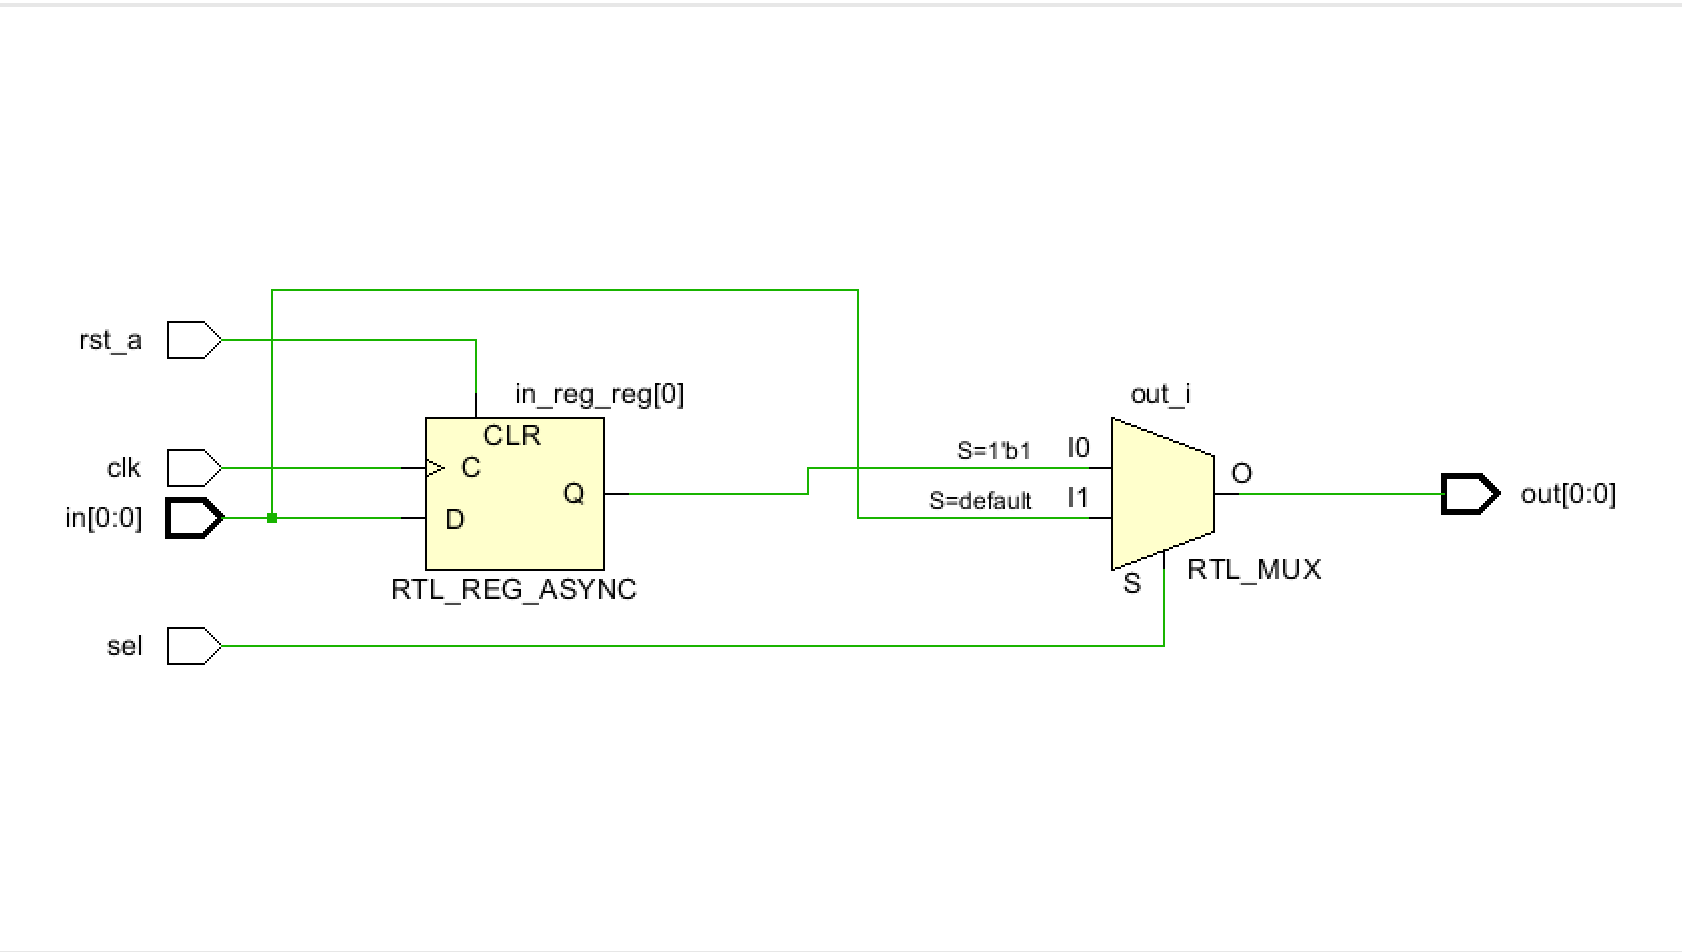 rst_a
in_reg_reg[0]
out_i
CLR
clk
C
S=1'b1
I0
O
in[0:0]
D
Q
S=default
I1
out[0:0]
RTL_REG_ASYNC
S
RTL_MUX
sel